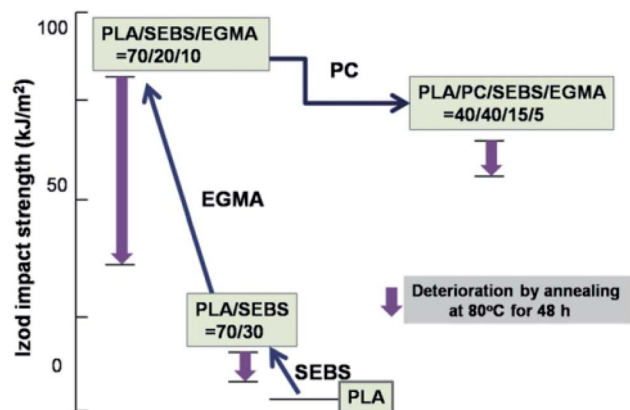 Izod impact strength (kJ/m²)
100
50
0
PLA/SEBS/EGMA
=70/20/10
PC
PLA/PC/SEBS/EGMA
=40/40/15/5
EGMA
PLA/SEBS
=70/30
SEBS
PLA
Deterioration by annealing
at 80°C for 48 h